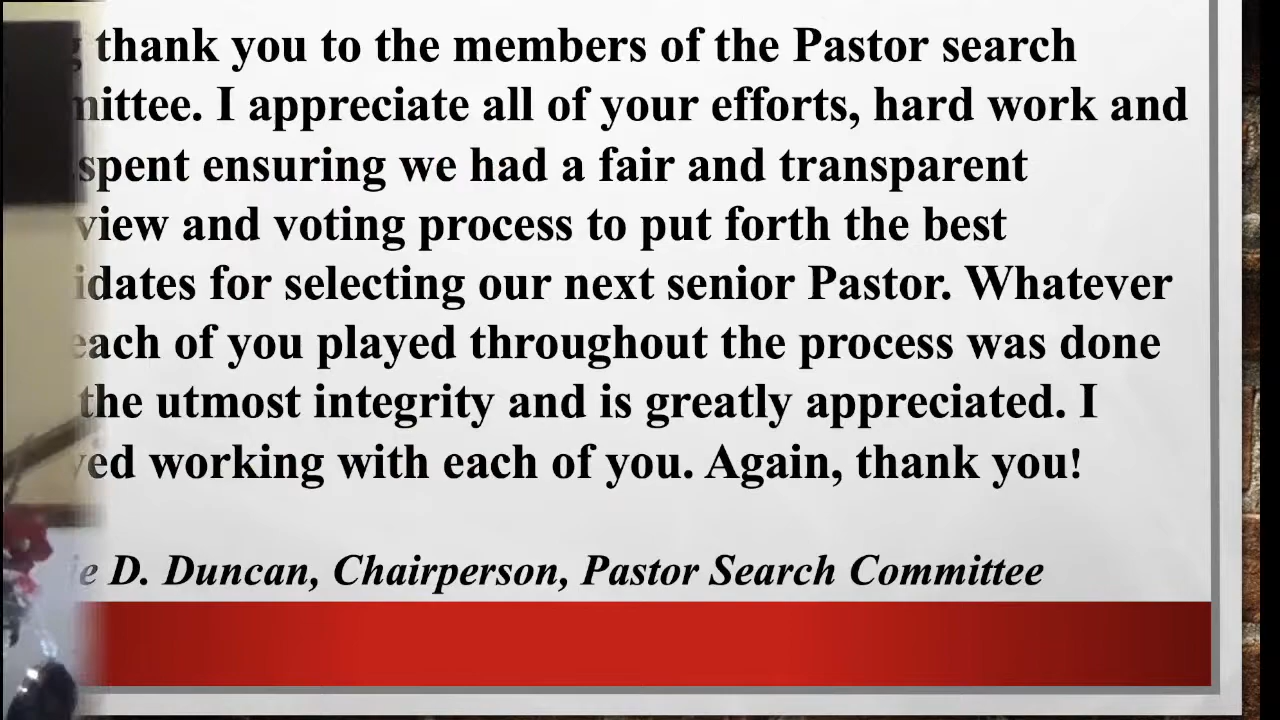 thank you to the members of the Pastor search
mittee. I appreciate all of your efforts, hard work and
spent ensuring we had a fair and transparent
view and voting process to put forth the best
idates for selecting our next senior Pastor. Whatever
each of you played throughout the process was done
the utmost integrity and is greatly appreciated. I
ved working with each of you. Again, thank you!
ie D. Duncan, Chairperson, Pastor Search Committee